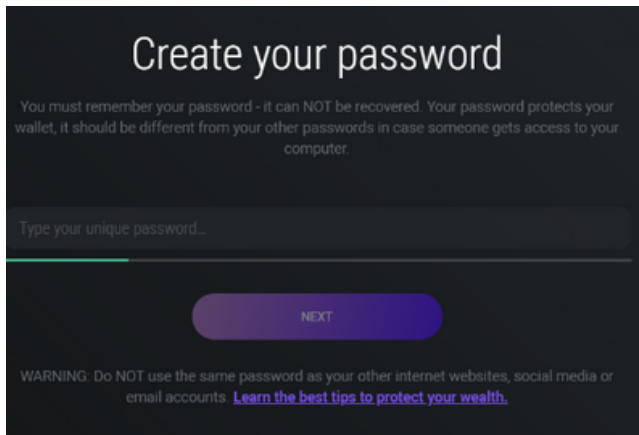 Create your password
You must remember your password - it can NOT be recovered. Your password protects your
wallet, it should be different from your other passwords in case someone gets access to your
computer.
Type your unique password...
NEXT
WARNING: Do NOT use the same password as your other internet websites, social media or
email accounts. Learn the best tips to protect your wealth.